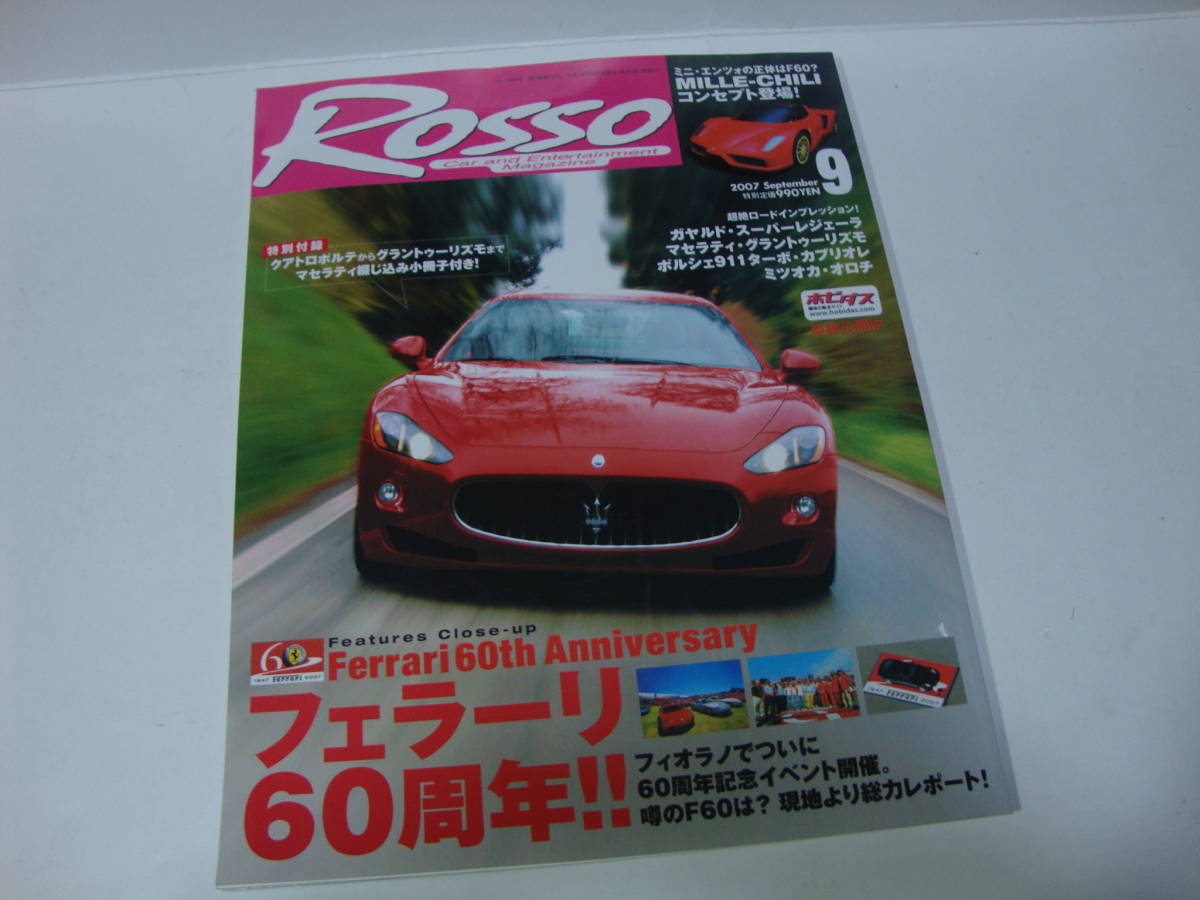 ROSSO
Car and Entertainment
Magazine
ミニ・エンツォの正体はF60?
MILLE-CHILI
コンセプト登場!
2007 September 9
特別定価990YEN
超絶ロードインプレッション!
ガヤルド・スーパーレジェーラ
マセラティ・グラントゥーリズモ
ポルシェ911ターボ・カブリオレ
ミツオカ・オロチ
ホビダス
www.hobidas.com
特別付録
クアトロポルテからグラントゥーリズモまで
マセラティ綴じ込み小冊子付き!
Features Close-up
Ferrari 60th Anniversary
60
1947 Ferrari 2007
フェラーリ
60周年!!
フィオラノでついに
60周年記念イベント開催。
噂のF60は? 現地より総力レポート!